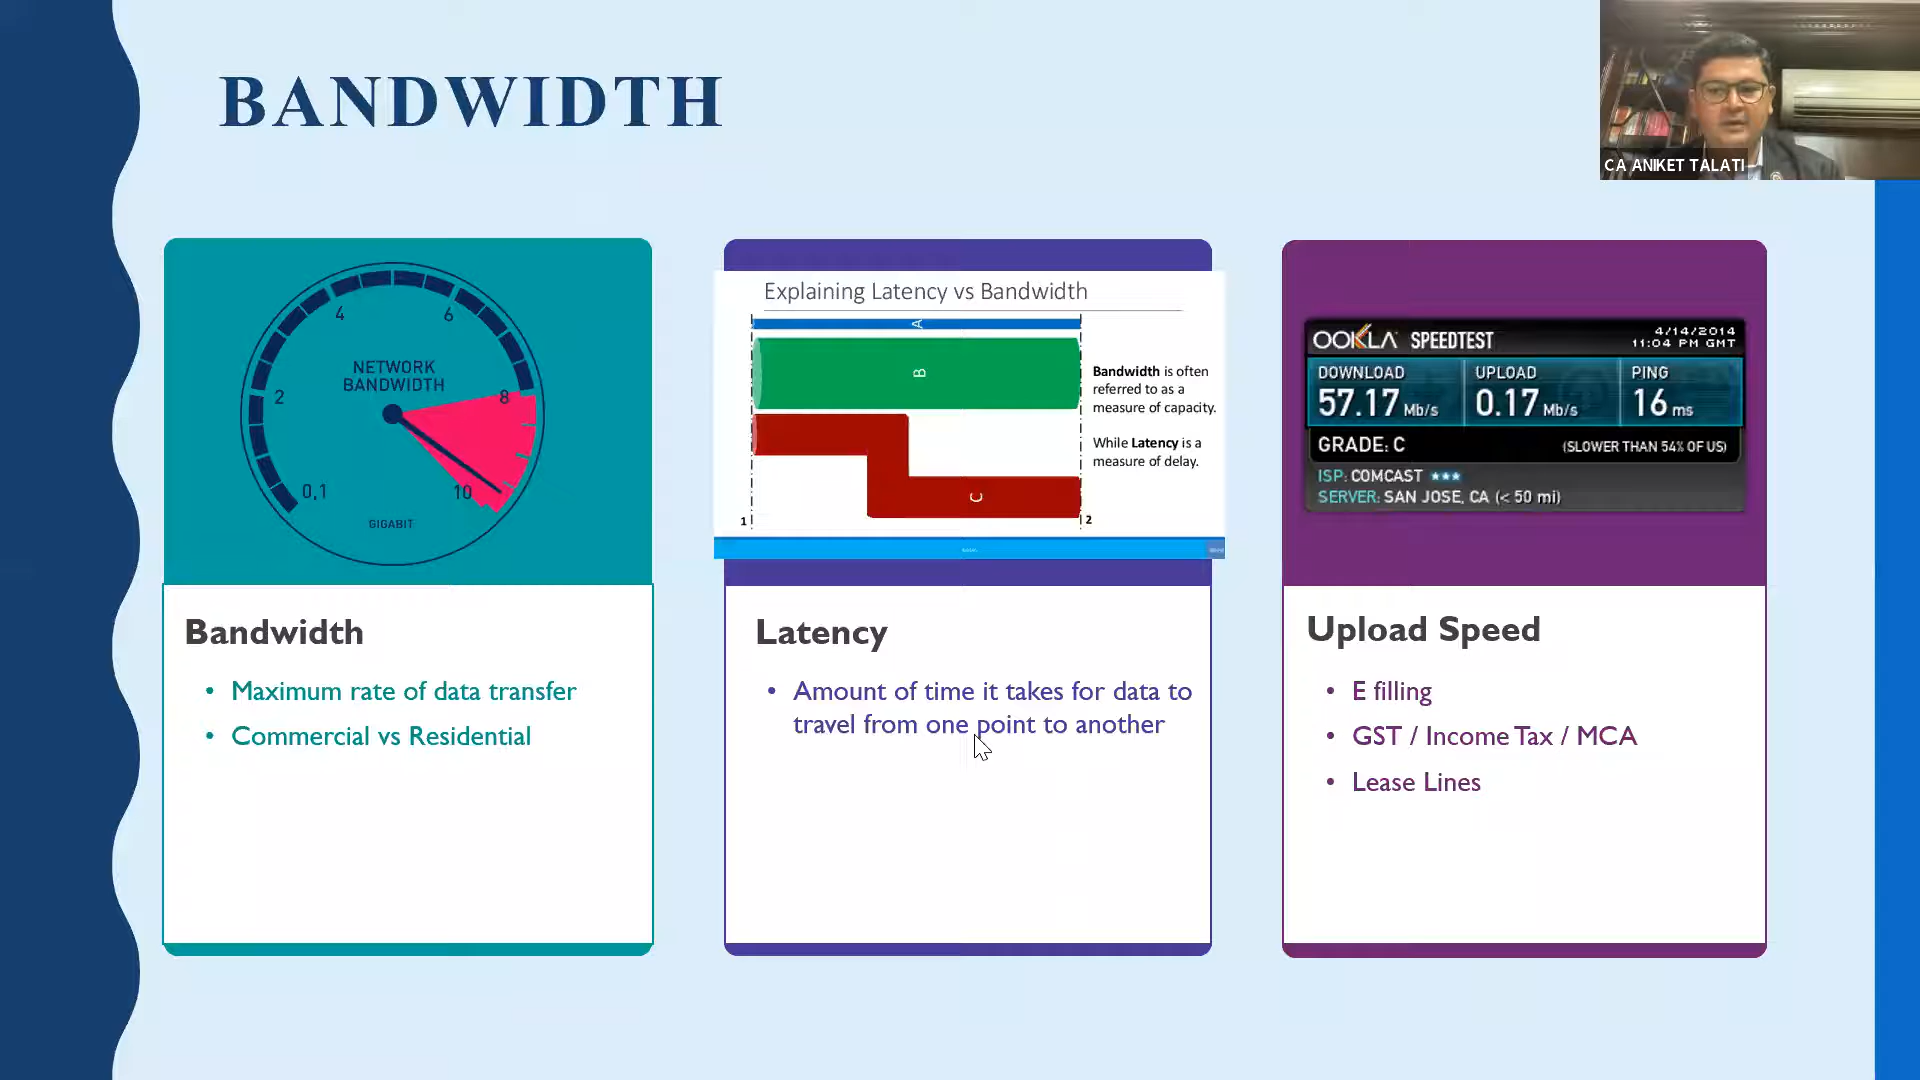 BANDWIDTH
CA ANIKET TALATI
4
6
NETWORK
BANDWIDTH
2
8
0,1
10
GIGABIT
Bandwidth
• Maximum rate of data transfer
• Commercial vs Residential
Explaining Latency vs Bandwidth
A
B
C
1
2
Bandwidth is often
referred to as a
measure of capacity.
While Latency is a
measure of delay.
Latency
• Amount of time it takes for data to
travel from one point to another
OOKLA SPEEDTEST
4/14/2014
11:04 PM GMT
DOWNLOAD
57.17 Mb/s
UPLOAD
0.17 Mb/s
PING
16 ms
GRADE: C (SLOWER THAN 54% OF US)
ISP: COMCAST ★★★
SERVER: SAN JOSE, CA (< 50 mi)
Upload Speed
• E filling
• GST / Income Tax / MCA
• Lease Lines